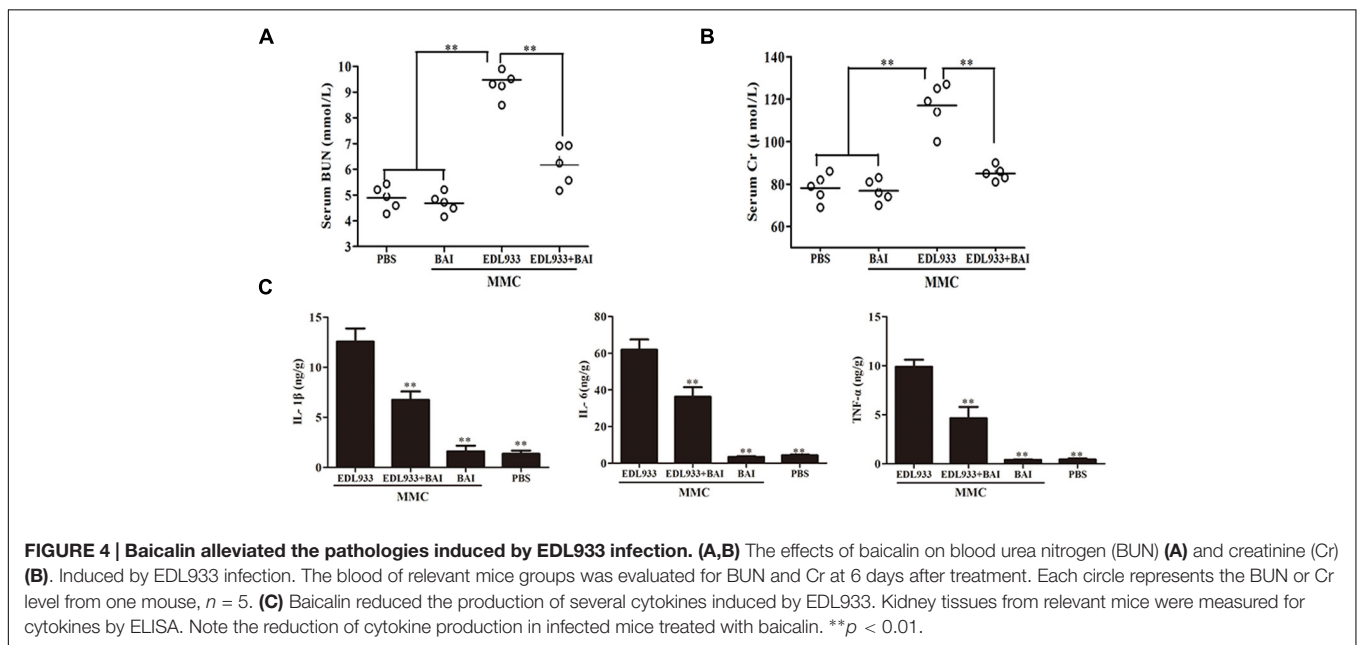 A
Serum BUN (mmol/L)
10
9
7
6
5
4
3
**
**
PBS
BAI
EDL933
EDL933+BAI
MMC
B
Serum Cr (μ mol/L)
140
120
100
80
60
**
**
PBS
BAI
EDL933
EDL933+BAI
MMC
C
IL- 1β (ng/g)
15
10
5
0
**
**
**
EDL933
EDL933+BAI
BAI
PBS
MMC
IL- 6(ng/g)
80
60
40
20
0
**
**
**
EDL933
EDL933+BAI
BAI
PBS
MMC
TNF-α (ng/g)
15
10
5
0
**
**
**
EDL933
EDL933+BAI
BAI
PBS
MMC
FIGURE 4 | Baicalin alleviated the pathologies induced by EDL933 infection. (A,B) The effects of baicalin on blood urea nitrogen (BUN) (A) and creatinine (Cr)
(B). Induced by EDL933 infection. The blood of relevant mice groups was evaluated for BUN and Cr at 6 days after treatment. Each circle represents the BUN or Cr
level from one mouse, n = 5. (C) Baicalin reduced the production of several cytokines induced by EDL933. Kidney tissues from relevant mice were measured for
cytokines by ELISA. Note the reduction of cytokine production in infected mice treated with baicalin. **p < 0.01.